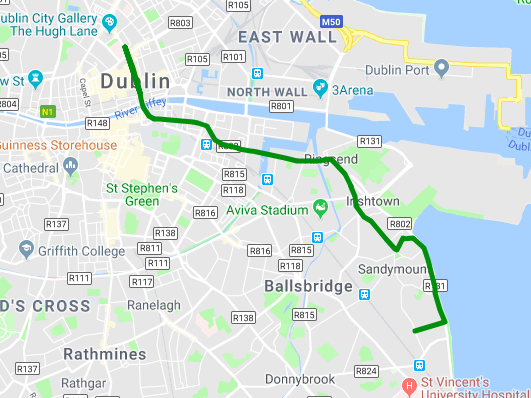 Dublin City Gallery
The Hugh Lane
R803
R135
M50
R105
EAST WALL
R105
R101
Dublin Port
Dublin
NORTH WALL
3Arena
w St
Capel St
R804
N1
River Liffey
R801
R148
Guinness Storehouse
R131
Ringsend
Cathedral
R815
St Stephen's
Green
R118
Irishtown
Aviva Stadium
R816
R802
R137
R138
Griffith College
R811
R816
R815
R111
R111
R118
Sandymount
R117
R131
Ranelagh
Ballsbridge
D'S CROSS
R138
R815
Rathmines
R137
Donnybrook
R824
Rathgar
H
St Vincent's
University Hospital